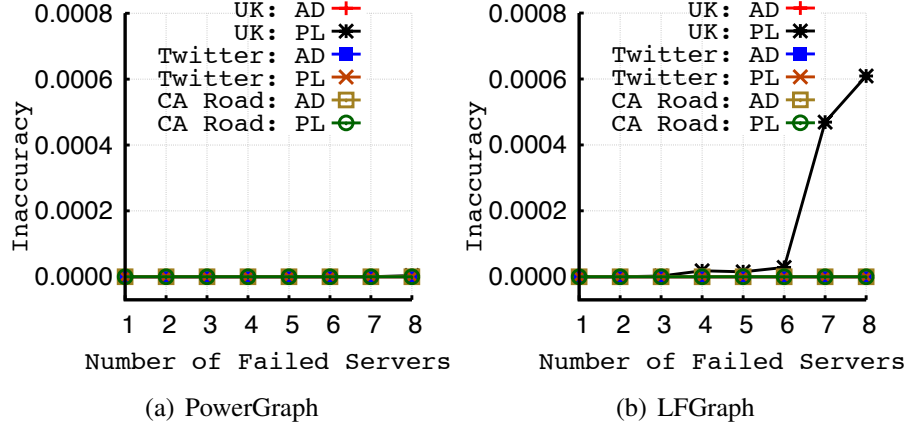 0.0008
0.0006
0.0004
0.0002
0.0000
Inaccuracy
UK: AD
UK: PL
Twitter: AD
Twitter: PL
CA Road: AD
CA Road: PL
1 2 3 4 5 6 7 8
Number of Failed Servers
(a) PowerGraph
0.0008
0.0006
0.0004
0.0002
0.0000
Inaccuracy
UK: AD
UK: PL
Twitter: AD
Twitter: PL
CA Road: AD
CA Road: PL
1 2 3 4 5 6 7 8
Number of Failed Servers
(b) LFGraph